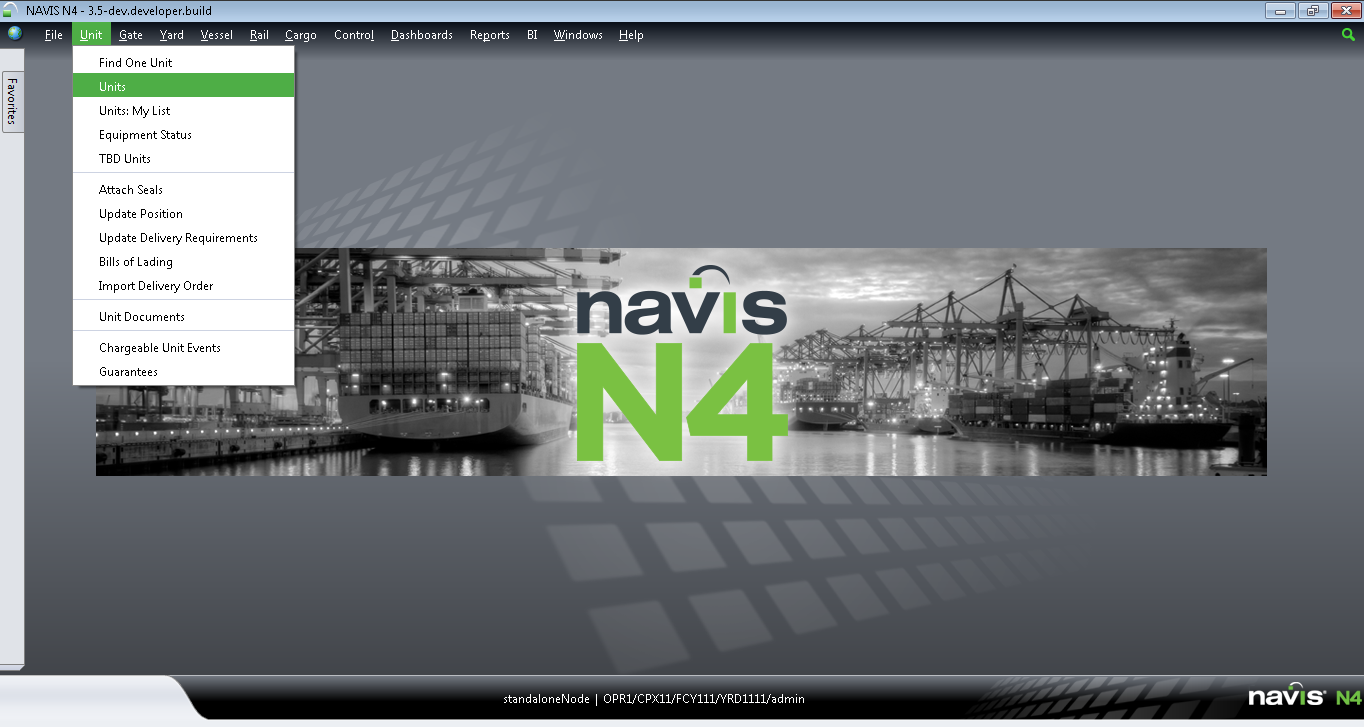 NAVIS N4 - 3.5-dev.developer.build
File Unit Gate Yard Vessel Rail Cargo Control Dashboards Reports BI Windows Help
Favorites
Find One Unit
Units
Units: My List
Equipment Status
TBD Units
Attach Seals
Update Position
Update Delivery Requirements
Bills of Lading
Import Delivery Order
Unit Documents
Chargeable Unit Events
Guarantees
navis
N4
standaloneNode | OPR1/CPX11/FCY111/YRD1111/admin
navis N4